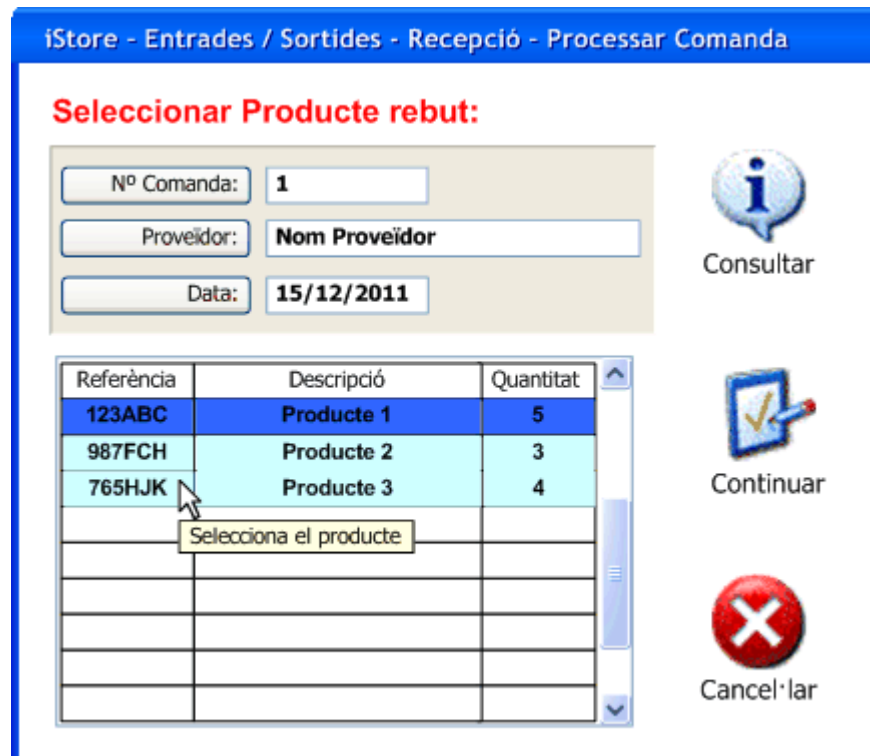 iStore - Entrades / Sortides - Recepció - Processar Comanda
Seleccionar Producte rebut:
Nº Comanda: 1
Proveïdor: Nom Proveïdor
Data: 15/12/2011
Consultar
Referència Descripció Quantitat
123ABC Producte 1 5
987FCH Producte 2 3
765HJK Producte 3 4
Selecciona el producte
Continuar
Cancel·lar